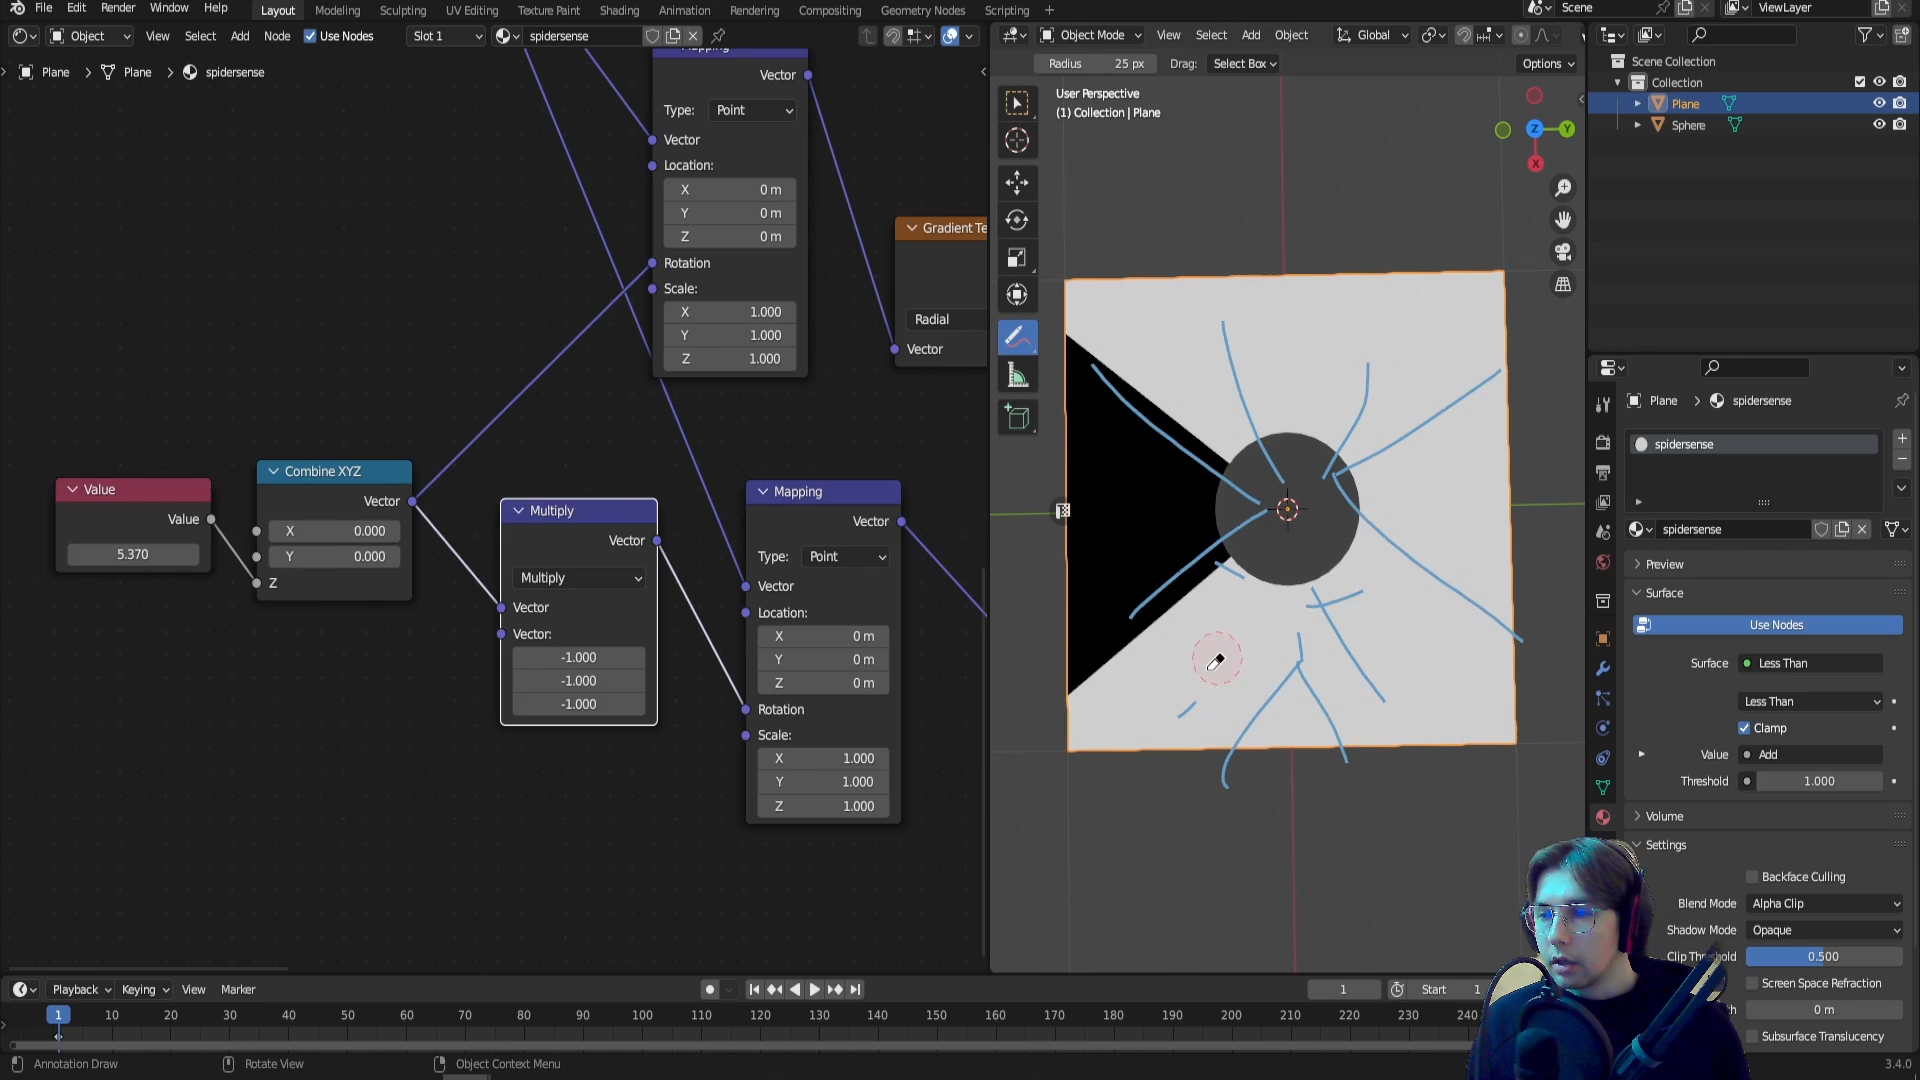 File Edit Render Window Help Layout Modeling Sculpting UV Editing Texture Paint Shading Animation Rendering Compositing Geometry Nodes Scripting + Scene ViewLayer
Object View Select Add Node Use Nodes Slot 1 spidersense Object Mode View Select Add Object Global
Radius 25 px Drag: Select Box Options
Plane Plane spidersense
User Perspective
(1) Collection | Plane
Scene Collection
Collection
Plane
Sphere
Mapping
Vector
Type: Point
Vector
Location:
X 0 m
Y 0 m
Z 0 m
Rotation
Scale:
X 1.000
Y 1.000
Z 1.000
Gradient Te
Radial
Vector
Value
Value
5.370
Combine XYZ
Vector
X 0.000
Y 0.000
Z
Multiply
Vector
Multiply
Vector
Vector:
-1.000
-1.000
-1.000
Mapping
Vector
Type: Point
Vector
Location:
X 0 m
Y 0 m
Z 0 m
Rotation
Scale:
X 1.000
Y 1.000
Z 1.000
Z Y
X
Plane spidersense
spidersense
spidersense
Preview
Surface
Use Nodes
Surface Less Than
Less Than
Clamp
Value Add
Threshold 1.000
Volume
Settings
Backface Culling
Blend Mode Alpha Clip
Shadow Mode Opaque
Clip Threshold 0.500
Screen Space Refraction
0 m
Subsurface Translucency
Playback Keying View Marker 1 Start 1
1 10 20 30 40 50 60 70 80 90 100 110 120 130 140 150 160 170 180 190 200 210 220 230
Annotation Draw Rotate View Object Context Menu 3.4.0